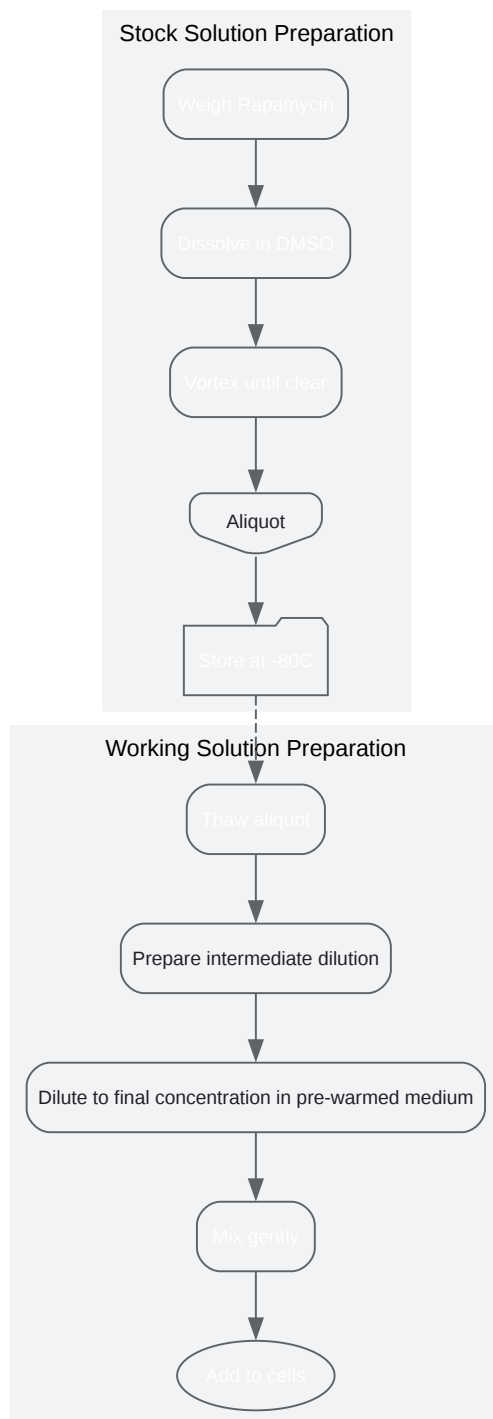 Stock Solution Preparation
Weigh Rapamycin
Dissolve in DMSO
Vortex until clear
Aliquot
Store at -80C
Working Solution Preparation
Thaw aliquot
Prepare intermediate dilution
Dilute to final concentration in pre-warmed medium
Mix gently
Add to cells